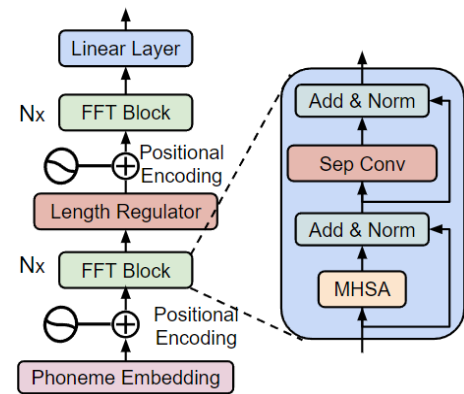 Linear Layer
Nx
FFT Block
Positional
Encoding
Length Regulator
Nx
FFT Block
Positional
Encoding
Phoneme Embedding
Add & Norm
Sep Conv
Add & Norm
MHSA